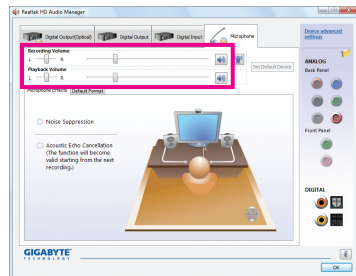 Realtek HD Audio Manager
Digital Output(Optical)
Digital Output
Digital Input
Microphone
Device advanced
settings
Recording Volume
L R
Playback Volume
L R
Set Default Device
Microphone Effects
Default Format
Noise Suppression
Acoustic Echo Cancellation
(The function will become
valid starting from the next
recording.)
ANALOG
Back Panel
Front Panel
DIGITAL
GIGABYTE
TECHNOLOGY
OK